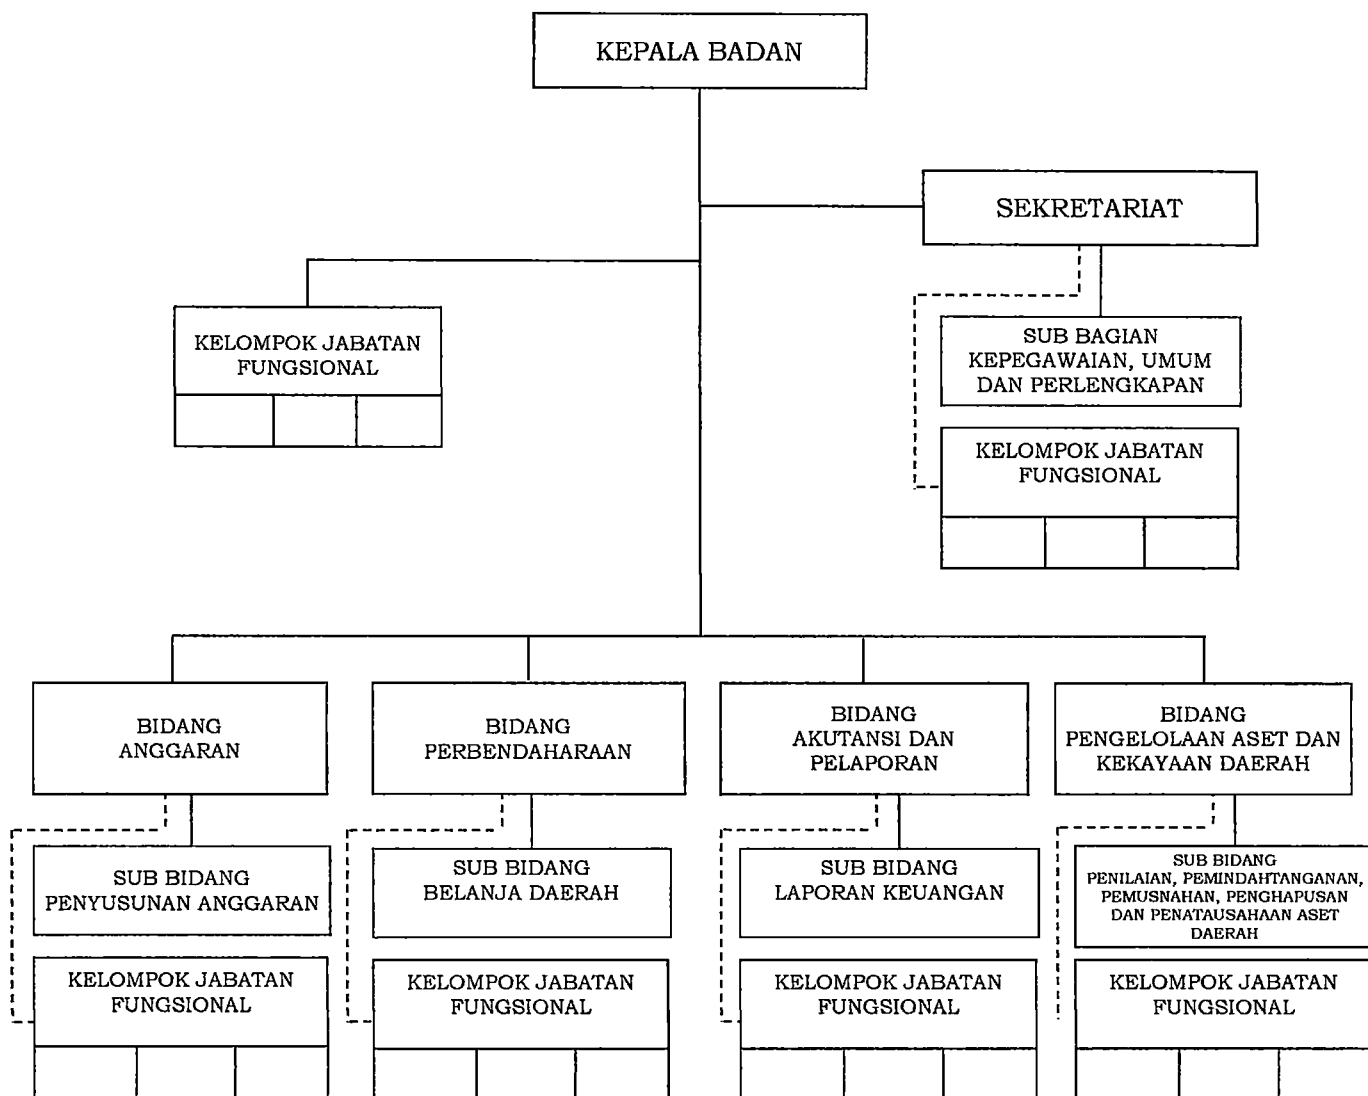 KEPALA BADAN
SEKRETARIAT
KELOMPOK JABATAN
FUNGSIONAL
SUB BAGIAN
KEPEGAWAIAN, UMUM
DAN PERLENGKAPAN
KELOMPOK JABATAN
FUNGSIONAL
BIDANG
ANGGARAN
BIDANG
PERBENDAHARAAN
BIDANG
AKUTANSI DAN
PELAPORAN
BIDANG
PENGELOLAAN ASET DAN
KEKAYAAN DAERAH
SUB BIDANG
PENYUSUNAN ANGGARAN
SUB BIDANG
BELANJA DAERAH
SUB BIDANG
LAPORAN KEUANGAN
SUB BIDANG
PENILAIAN, PEMINDAHTANGANAN,
PEMUSNAHAN, PENGHAPUSAN
DAN PENATAUSAHAAN ASET
DAERAH
KELOMPOK JABATAN
FUNGSIONAL
KELOMPOK JABATAN
FUNGSIONAL
KELOMPOK JABATAN
FUNGSIONAL
KELOMPOK JABATAN
FUNGSIONAL